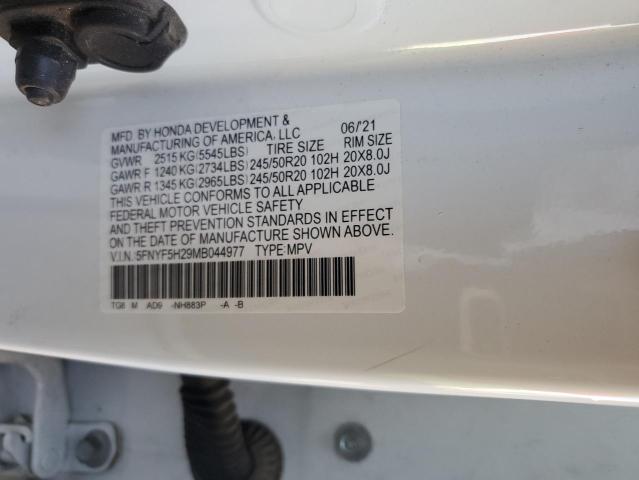 MFD. BY HONDA DEVELOPMENT & 06/'21
MANUFACTURING OF AMERICA, LLC
GVWR 2515 KG (5545LBS) TIRE SIZE RIM SIZE
GAWR F 1240 KG (2734LBS) 245/50R20 102H 20X8.0J
GAWR R 1345 KG (2965LBS) 245/50R20 102H 20X8.0J
THIS VEHICLE CONFORMS TO ALL APPLICABLE
FEDERAL MOTOR VEHICLE SAFETY
AND THEFT PREVENTION STANDARDS IN EFFECT
ON THE DATE OF MANUFACTURE SHOWN ABOVE.
V.I.N. :5FNYF5H29MB044977 TYPE:MPV
TG8 M AD9 -NH883P -A -B